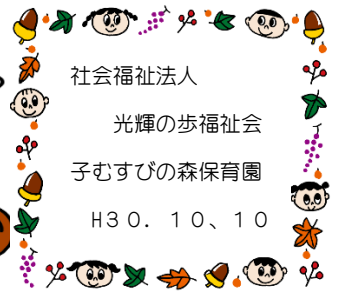 社会福祉法人
光輝の歩福祉会
子むすびの森保育園
H３０．１０、１０